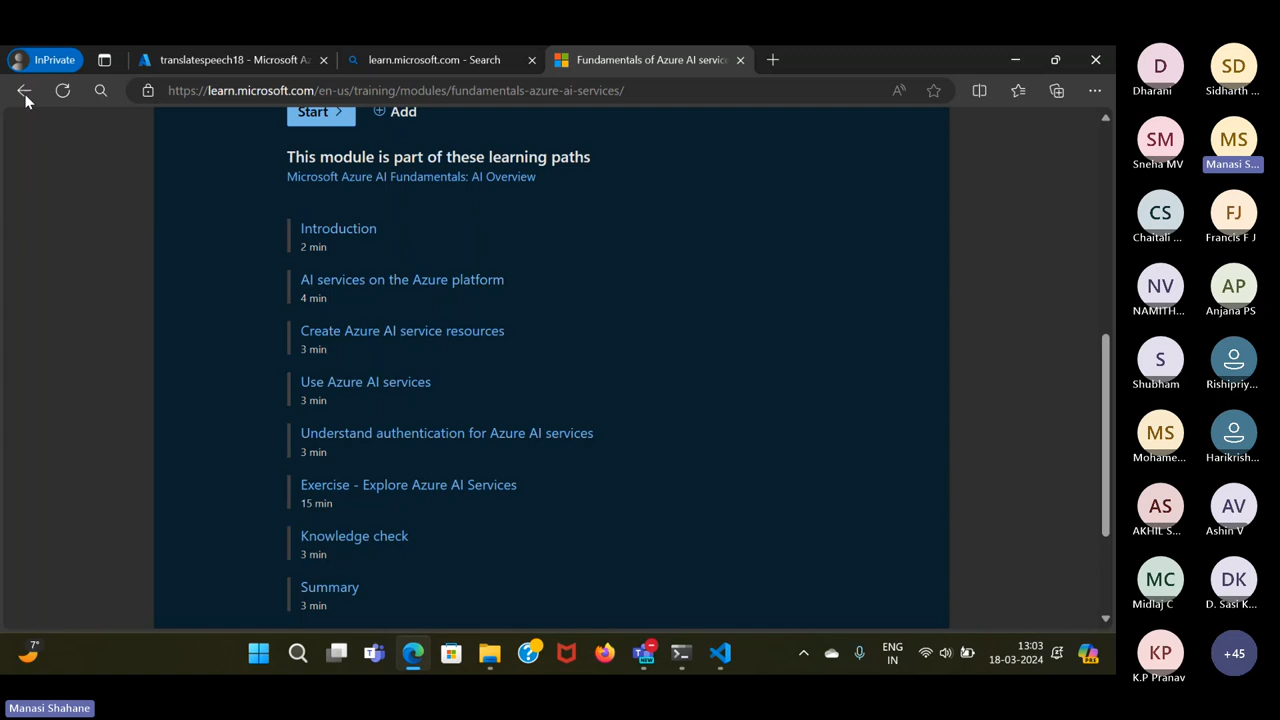 InPrivate
translatespeech18 - Microsoft Az
learn.microsoft.com - Search
Fundamentals of Azure AI servic
https://learn.microsoft.com/en-us/training/modules/fundamentals-azure-ai-services/
Start
Add
This module is part of these learning paths
Microsoft Azure AI Fundamentals: AI Overview
Introduction
2 min
AI services on the Azure platform
4 min
Create Azure AI service resources
3 min
Use Azure AI services
3 min
Understand authentication for Azure AI services
3 min
Exercise - Explore Azure AI Services
15 min
Knowledge check
3 min
Summary
3 min
D
Dharani
SD
Sidharth ...
SM
Sneha MV
MS
Manasi S...
CS
Chaitali ...
FJ
Francis F J
NV
NAMITH...
AP
Anjana PS
S
Shubham
Rishipriy...
MS
Mohame...
Harikrish...
AS
AKHIL S...
AV
Ashin V
MC
Midlaj C
DK
D. Sasi K...
KP
K.P Pranav
+45
7°
NEW
ENG
IN
13:03
18-03-2024
PRE
Manasi Shahane